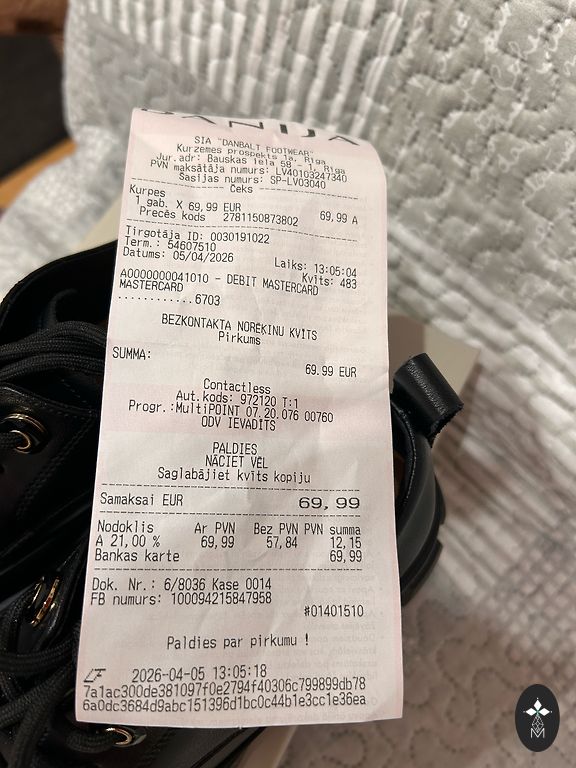 DANIJA
SIA "DANBALT FOOTWEAR"
Kurzemes prospekts 1a, Rīga
Jur.adr: Bauskas iela 58 - 1, Rīga
PVN maksātāja numurs: LV40103247340
Sasijas numurs: SP-LV03040
Čeks
Kurpes
1 gab. X 69,99 EUR 69,99 A
Precēs kods 2781150873802
Tirgotāja ID: 0030191022
Term.: 54607510 Laiks: 13:05:04
Datums: 05/04/2026 Kvīts: 483
A0000000041010 - DEBIT MASTERCARD
MASTERCARD
............6703
BEZKONTAKTA NORĒĶINU KVĪTS
Pirkums
SUMMA:
69.99 EUR
Contactless
Aut.kods: 972120 T:1
Progr.:MultiPOINT 07.20.076 00760
ODV IEVADĪTS
PALDIES
NĀCIET VĒL
Saglabājiet kvīts kopiju
Samaksai EUR 69,99
Nodoklis Ar PVN Bez PVN PVN summa
A 21,00 % 69,99 57,84 12,15
Bankas karte 69,99
Dok. Nr.: 6/8036 Kase 0014
FB numurs: 100094215847958
#01401510
Paldies par pirkumu !
LF 2026-04-05 13:05:18
7a1ac300de381097f0e2794f40306c799899db78
6a0dc3684d9abc151396d1bc0c44b1e3cc1e36ea